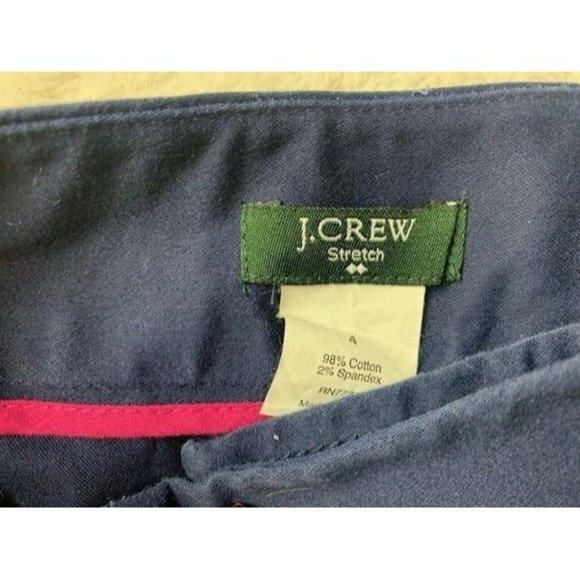 J.CREW
Stretch
4
98% Cotton
2% Spandex